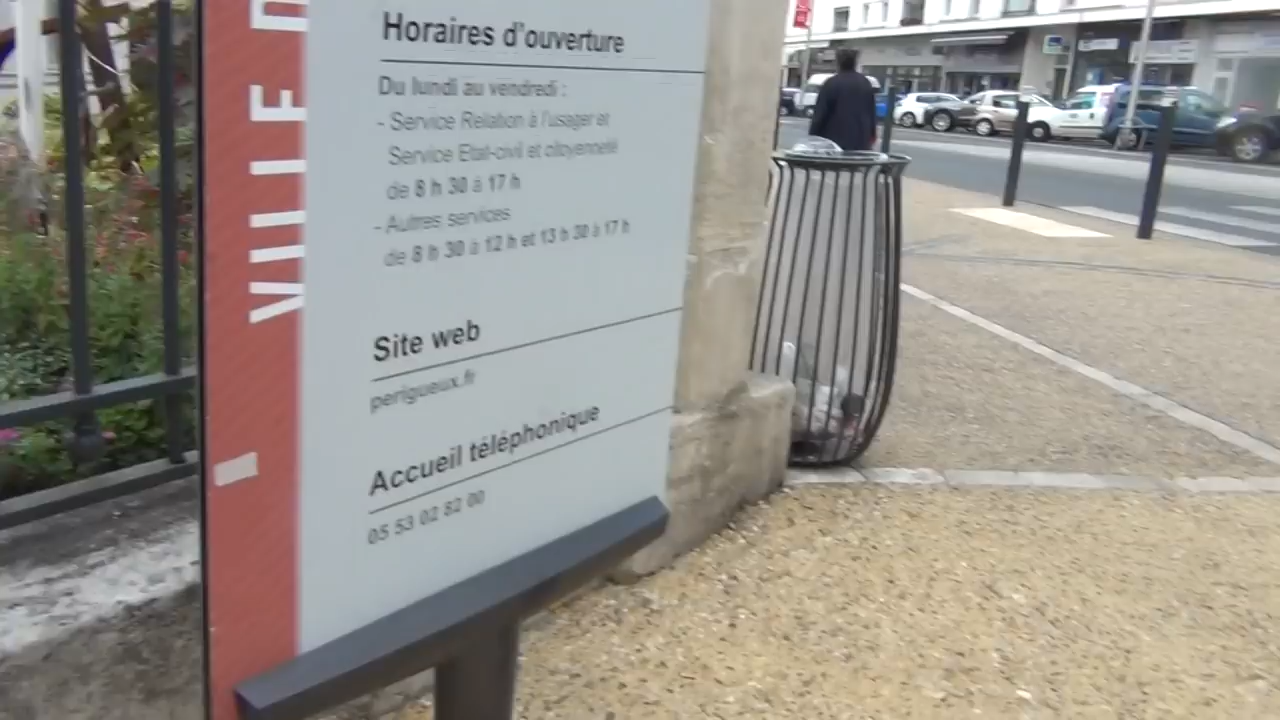 VILLE D
Horaires d'ouverture
Du lundi au vendredi :
- Service Relation à l'usager et
Service Etat-civil et citoyenneté
de 8 h 30 à 17 h
- Autres services
de 8 h 30 à 12 h et 13 h 30 à 17 h
Site web
perigueux.fr
Accueil téléphonique
05 53 02 82 00